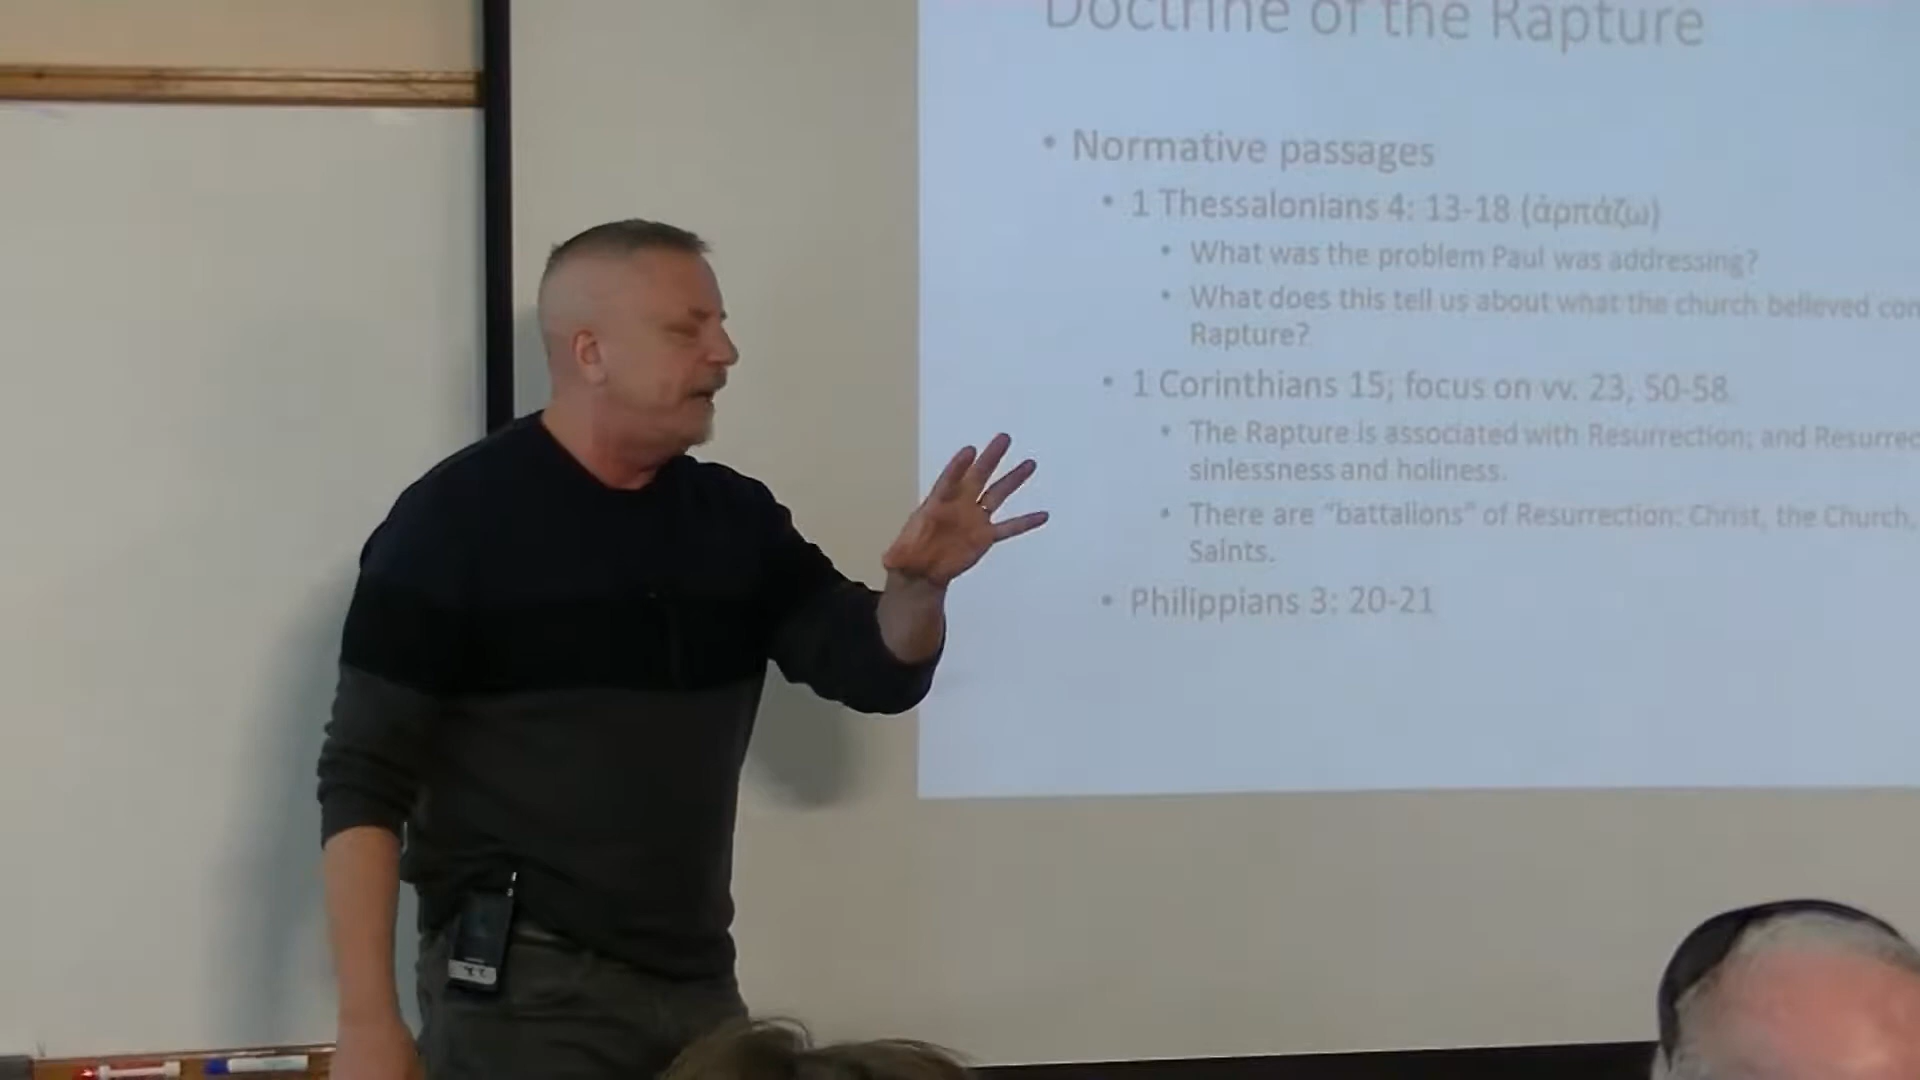 Doctrine of the Rapture
• Normative passages
• 1 Thessalonians 4: 13-18 (ἁρπάζω)
• What was the problem Paul was addressing?
• What does this tell us about what the church believed con
Rapture?
• 1 Corinthians 15; focus on vv. 23, 50-58
• The Rapture is associated with Resurrection; and Resurrec
sinlessness and holiness.
• There are "battalions" of Resurrection: Christ, the Church,
Saints.
• Philippians 3: 20-21